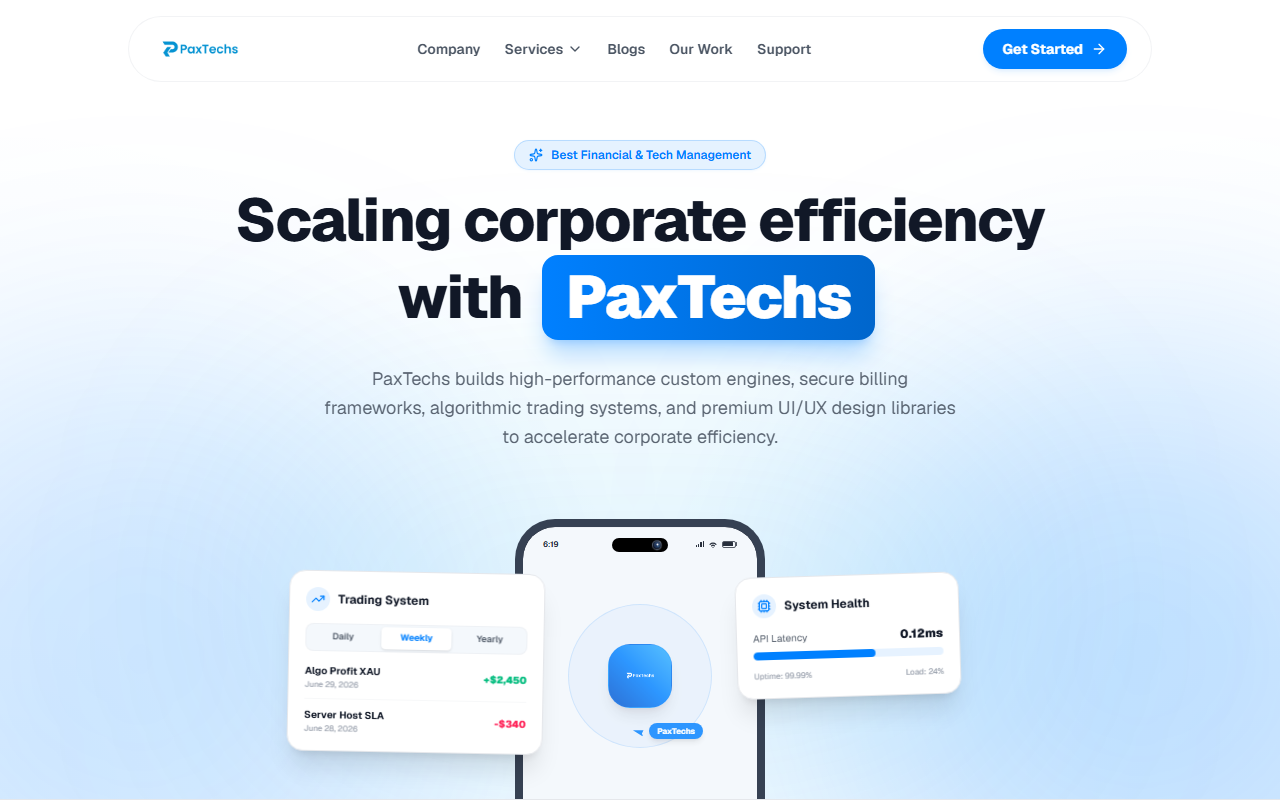 PaxTechs
Company
Services
Blogs
Our Work
Support
Get Started
Best Financial & Tech Management
Scaling corporate efficiency
with PaxTechs
PaxTechs builds high-performance custom engines, secure billing
frameworks, algorithmic trading systems, and premium UI/UX design libraries
to accelerate corporate efficiency.
6:19
Trading System
Daily
Weekly
Yearly
Algo Profit XAU
June 29, 2026
+$2,450
Server Host SLA
June 28, 2026
-$340
PaxTechs
PaxTechs
System Health
API Latency
0.12ms
Uptime: 99.99%
Load: 24%